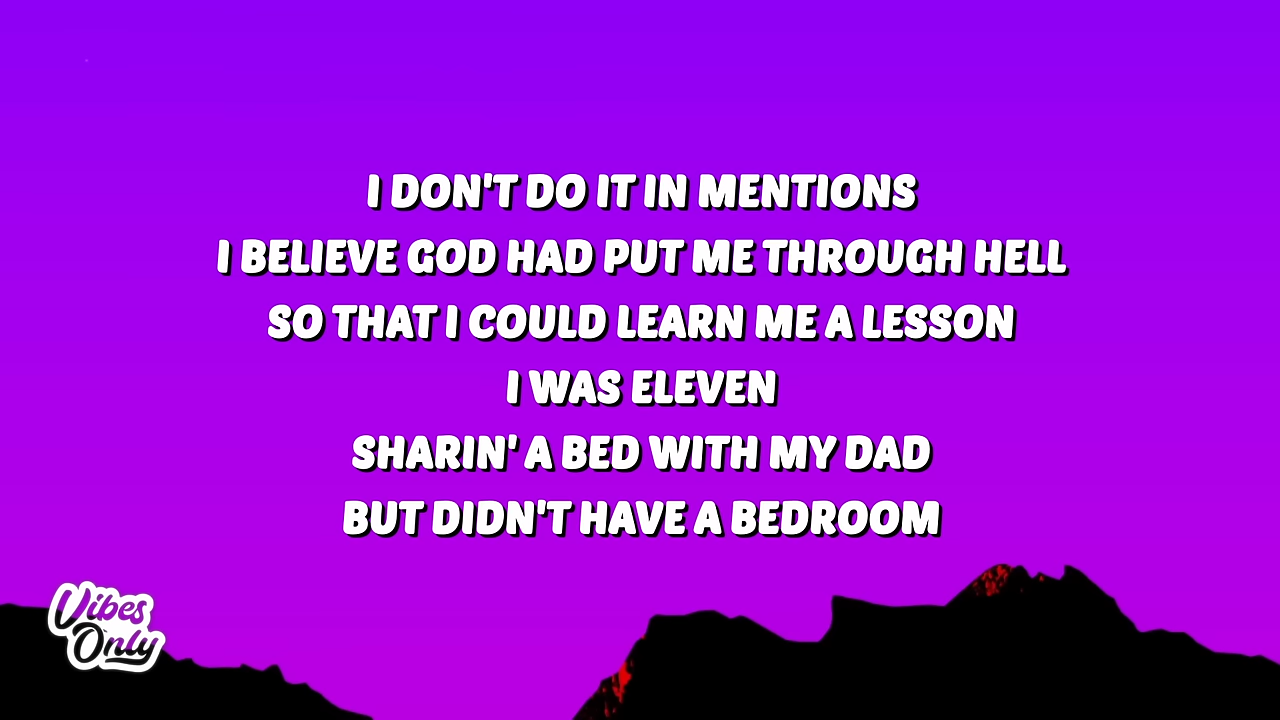 I DON'T DO IT IN MENTIONS
I BELIEVE GOD HAD PUT ME THROUGH HELL
SO THAT I COULD LEARN ME A LESSON
I WAS ELEVEN
SHARIN' A BED WITH MY DAD
BUT DIDN'T HAVE A BEDROOM
Vibes
Only